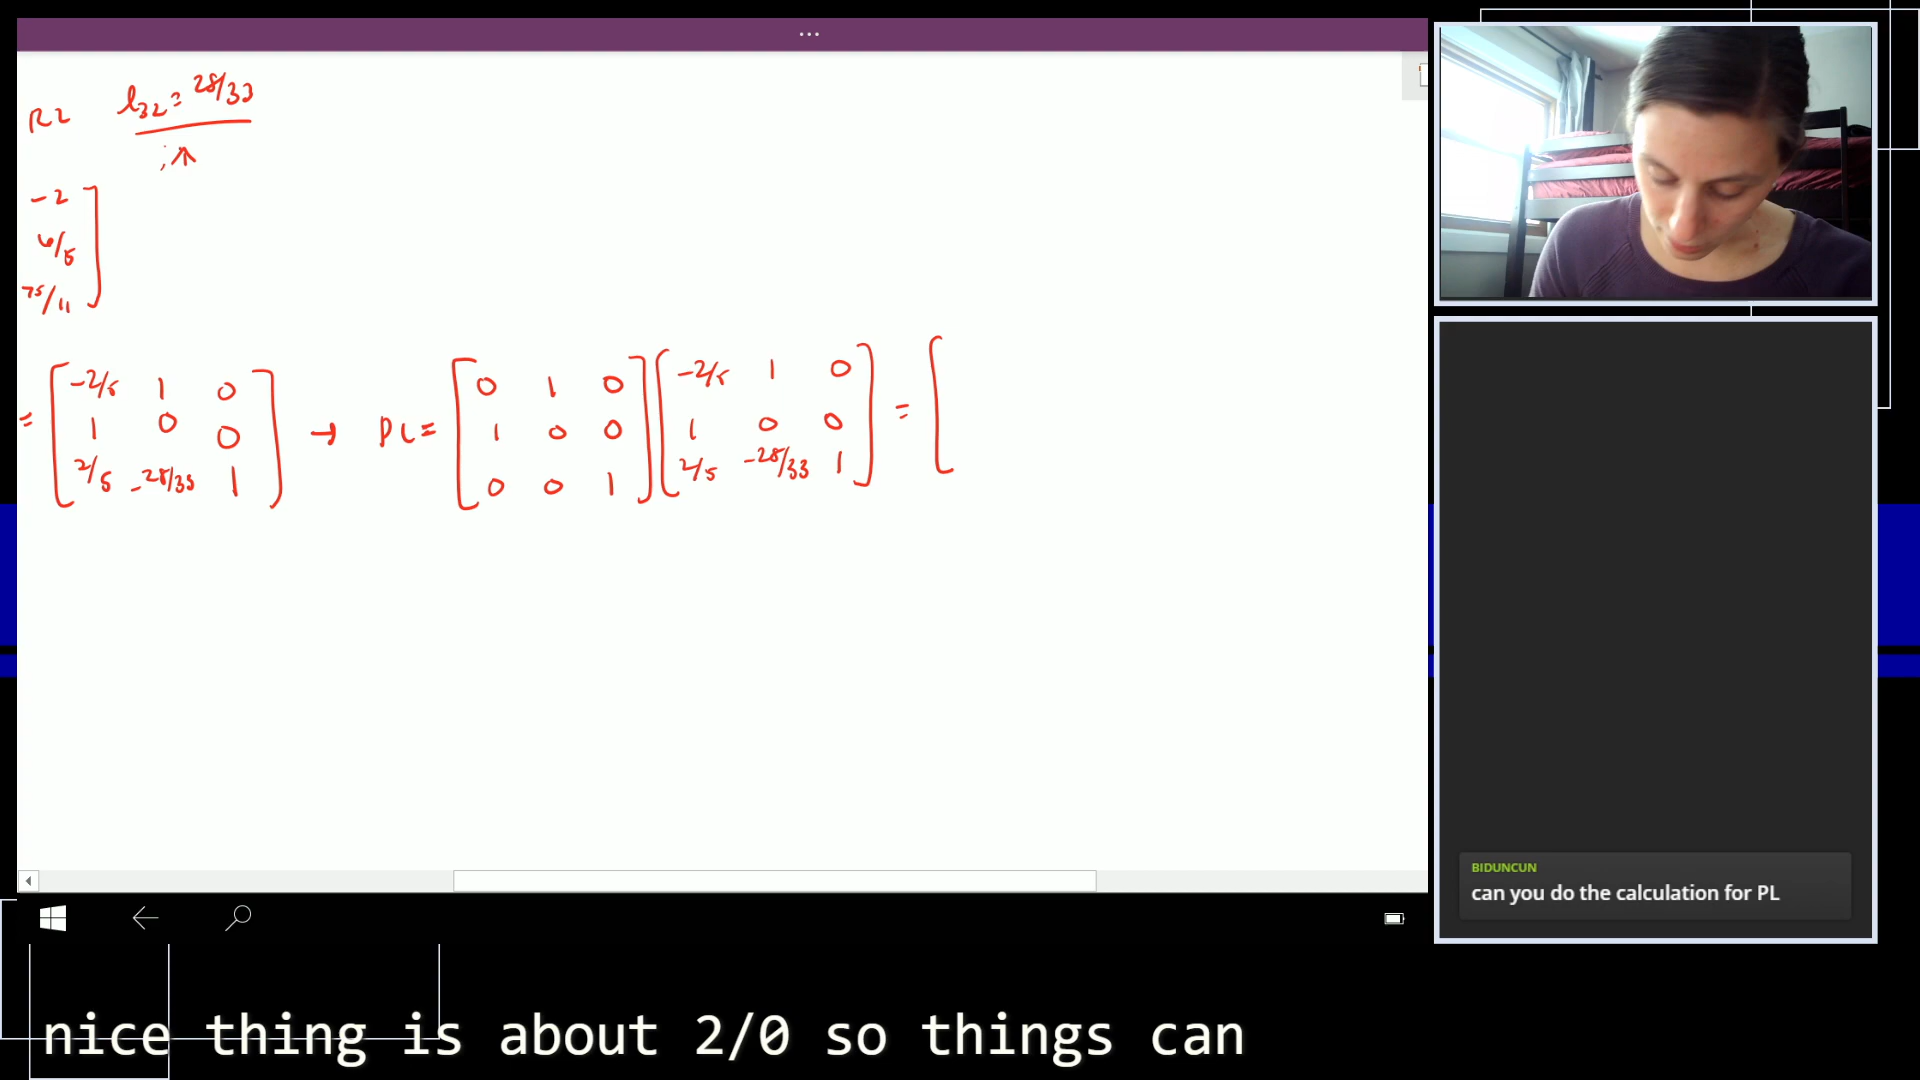 ...
R2 l32 = 28/33
-2
6/5
75/11
= [ -2/5 1 0 ] → PL = [ 0 1 0 ] [ -2/5 1 0 ] = [
1 0 0 1 0 0 1 0 0
2/5 -28/33 1 0 0 1 2/5 -28/33 1
BIDUNCUN
can you do the calculation for PL
nice thing is about 2/0 so things can